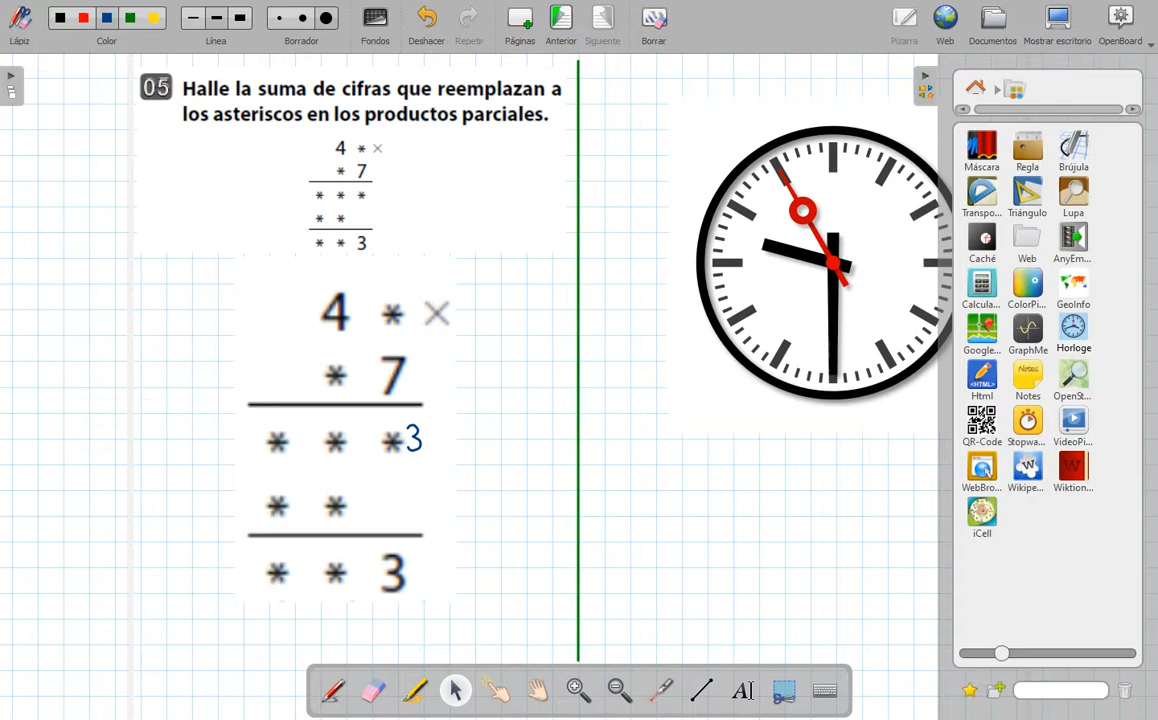 Lápiz
Color
Línea
Borrador
Fondos
Deshacer
Repetir
Páginas
Anterior
Siguiente
Borrar
Pizarra
Web
Documentos
Mostrar escritorio
OpenBoard
05 Halle la suma de cifras que reemplazan a
los asteriscos en los productos parciales.
4 * ×
* 7
* * *
* *
* * 3
4 * ×
* 7
* * * 3
* *
* * 3
Máscara
Regla
Brújula
Transpo...
Triángulo
Lupa
Caché
Web
AnyEm...
Calcula...
ColorPi...
GeoInfo
Google...
GraphMe
Horloge
<HTML>
Html
Notes
Notes
OpenSt...
QR-Code
Stopwa...
VideoPi...
WebBro...
W
Wikipe...
W
Wiktion...
iCell
AI